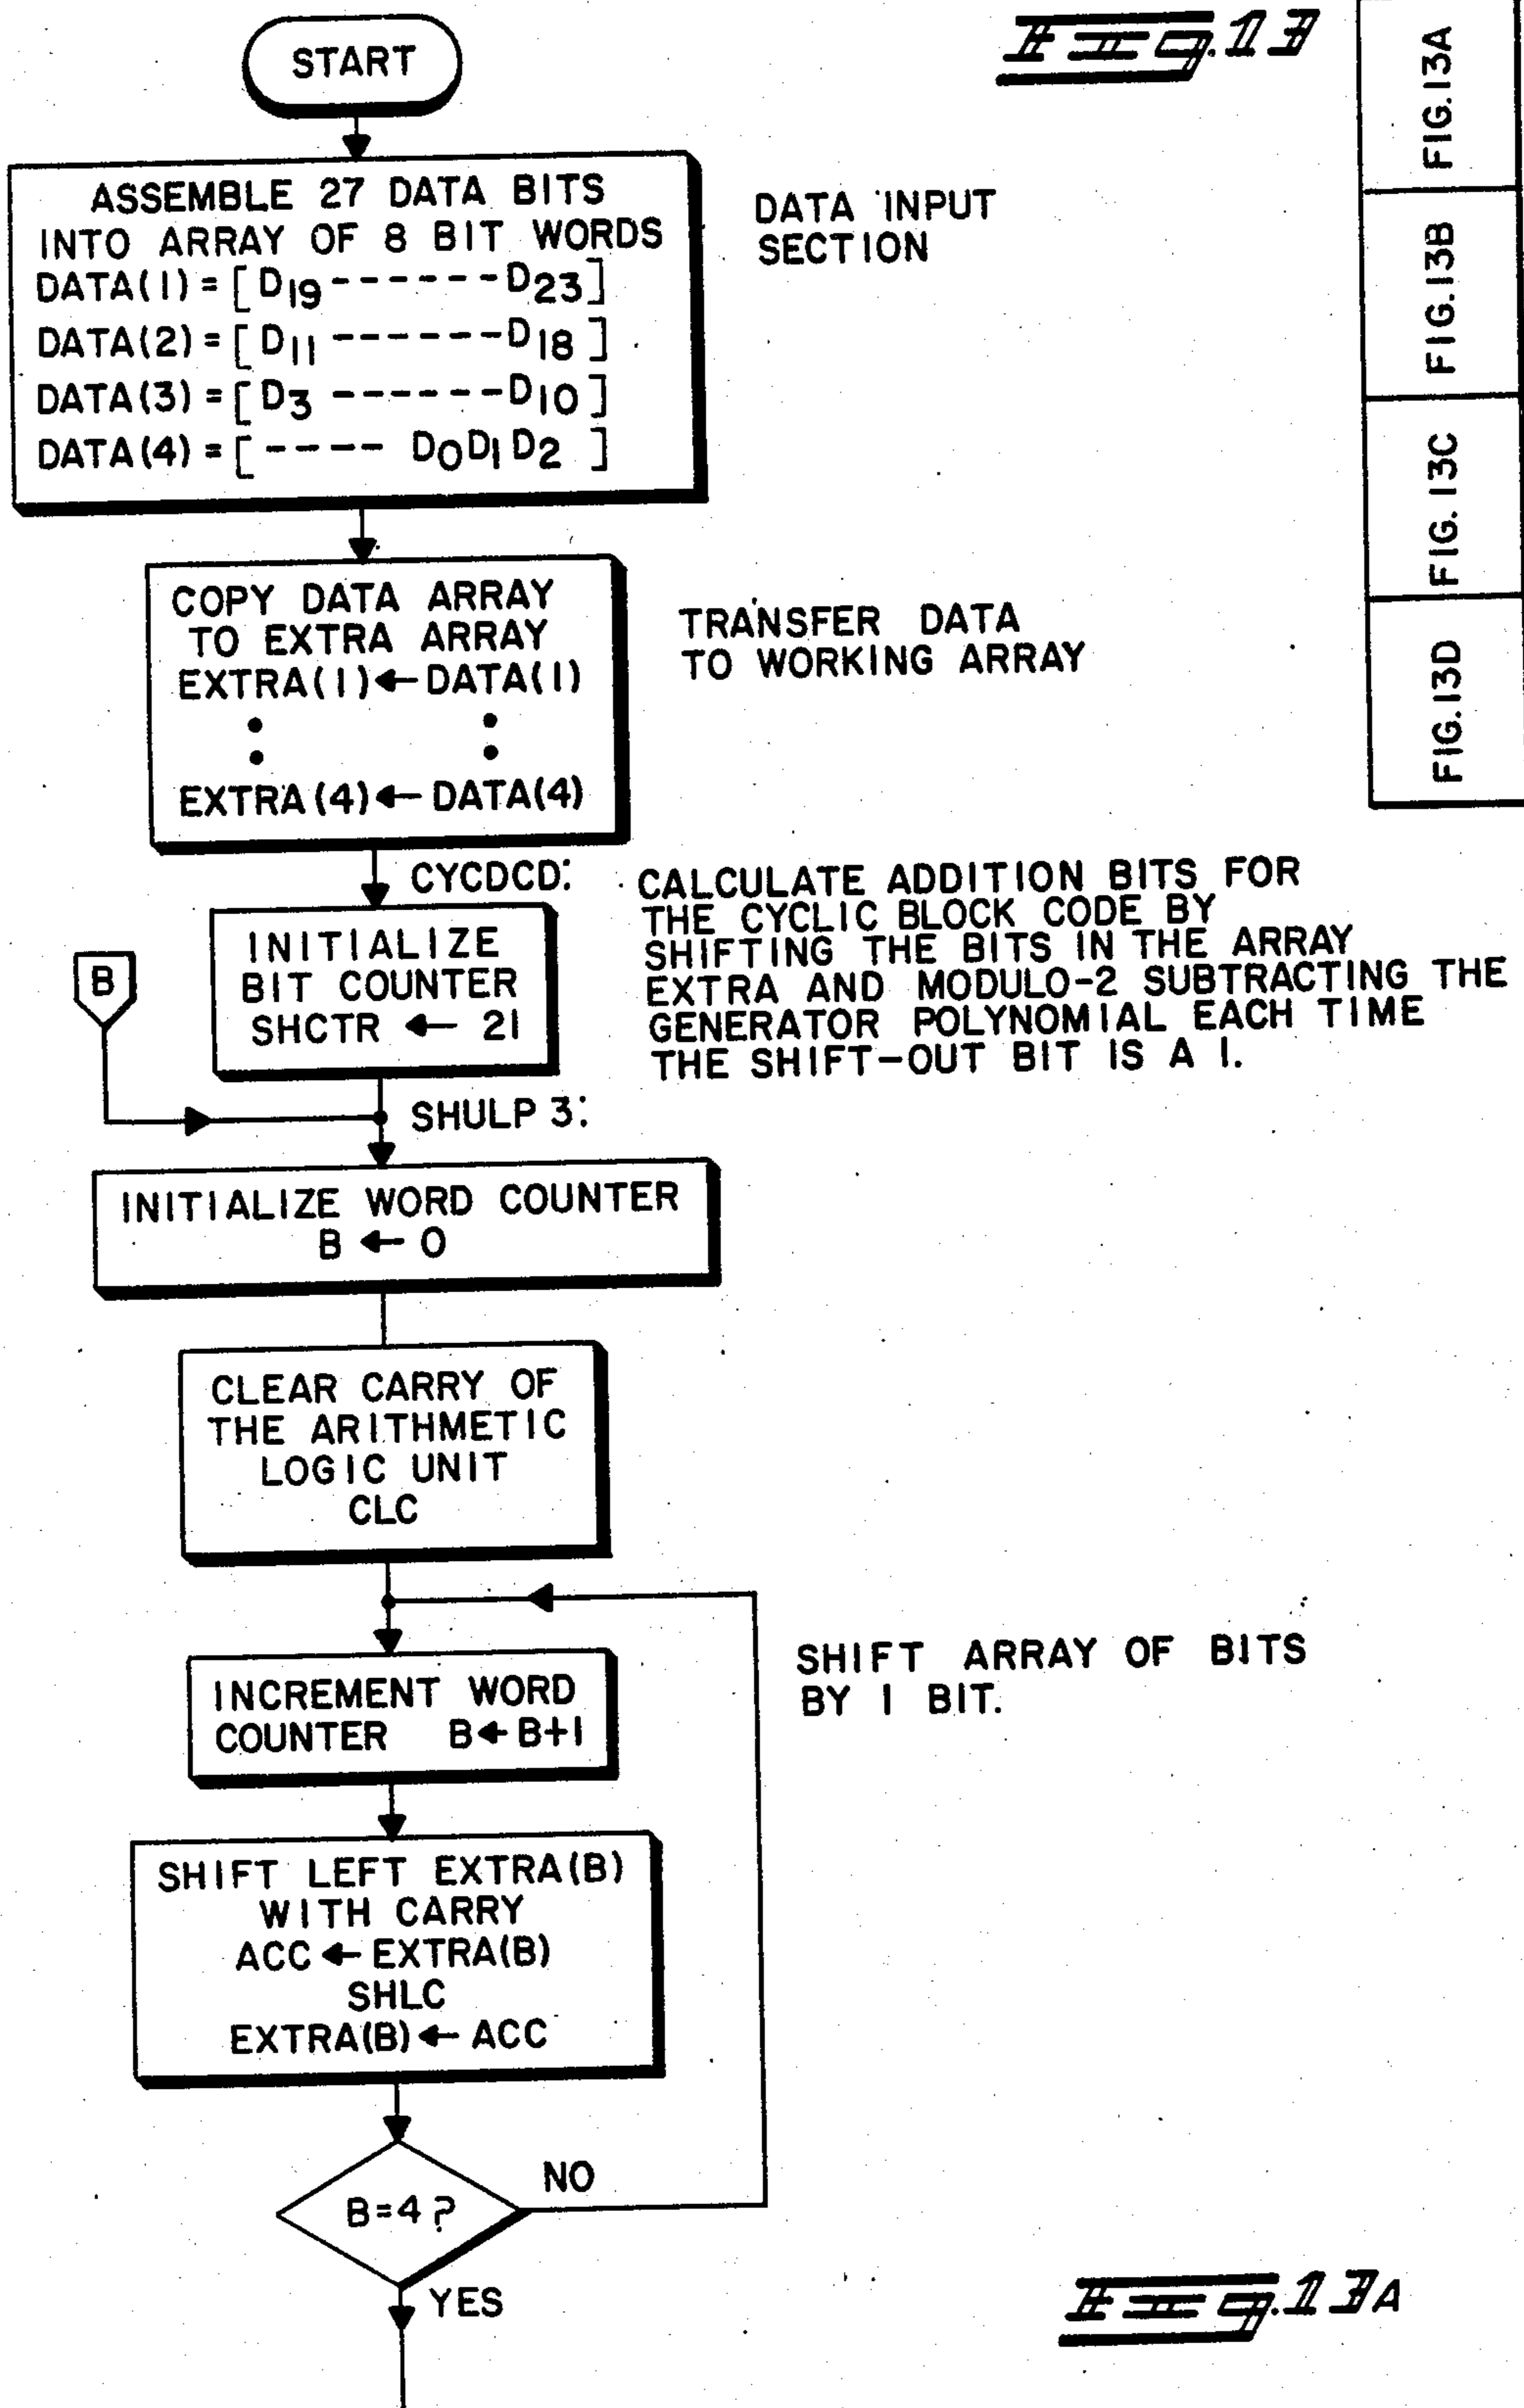 Fig.13
FIG.13A
FIG.13B
FIG.13C
FIG.13D
START
ASSEMBLE 27 DATA BITS
INTO ARRAY OF 8 BIT WORDS
DATA(1)=[D19-------D23]
DATA(2)=[D11-------D18]
DATA(3)=[D3-------D10]
DATA(4)=[---- D0D1D2]
DATA INPUT
SECTION
COPY DATA ARRAY
TO EXTRA ARRAY
EXTRA(1)←DATA(1)
• •
• •
EXTRA(4)←DATA(4)
TRANSFER DATA
TO WORKING ARRAY
CYCDCD:
CALCULATE ADDITION BITS FOR
THE CYCLIC BLOCK CODE BY
SHIFTING THE BITS IN THE ARRAY
EXTRA AND MODULO-2 SUBTRACTING THE
GENERATOR POLYNOMIAL EACH TIME
THE SHIFT-OUT BIT IS A 1.
INITIALIZE
BIT COUNTER
SHCTR ← 21
B
SHULP 3:
INITIALIZE WORD COUNTER
B ← 0
CLEAR CARRY OF
THE ARITHMETIC
LOGIC UNIT
CLC
INCREMENT WORD
COUNTER B←B+1
SHIFT ARRAY OF BITS
BY 1 BIT.
SHIFT LEFT EXTRA(B)
WITH CARRY
ACC←EXTRA(B)
SHLC
EXTRA(B)←ACC
B=4?
NO
YES
Fig.13A